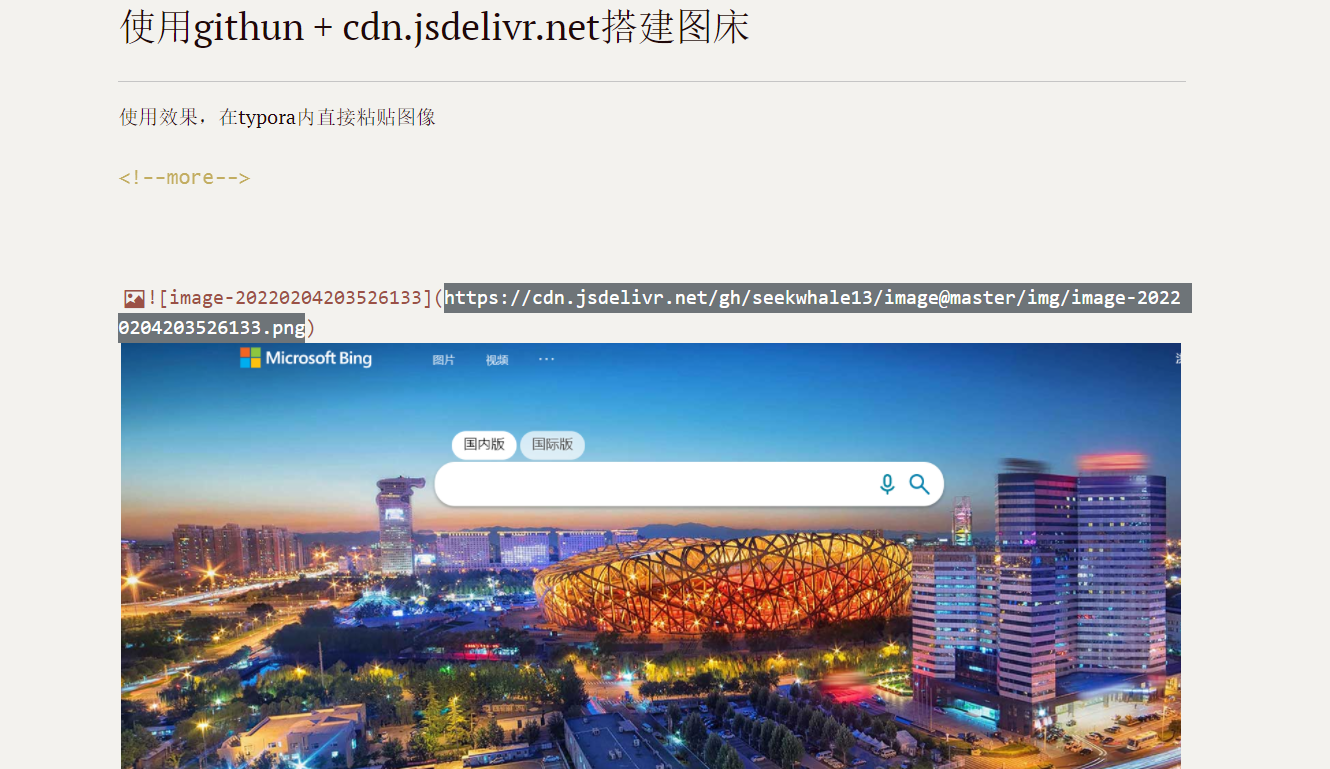 使用githun + cdn.jsdelivr.net搭建图床
使用效果，在typora内直接粘贴图像
<!--more-->
![image-20220204203526133](https://cdn.jsdelivr.net/gh/seekwhale13/image@master/img/image-2022
0204203526133.png)
Microsoft Bing 图片 视频 ···
国内版 国际版